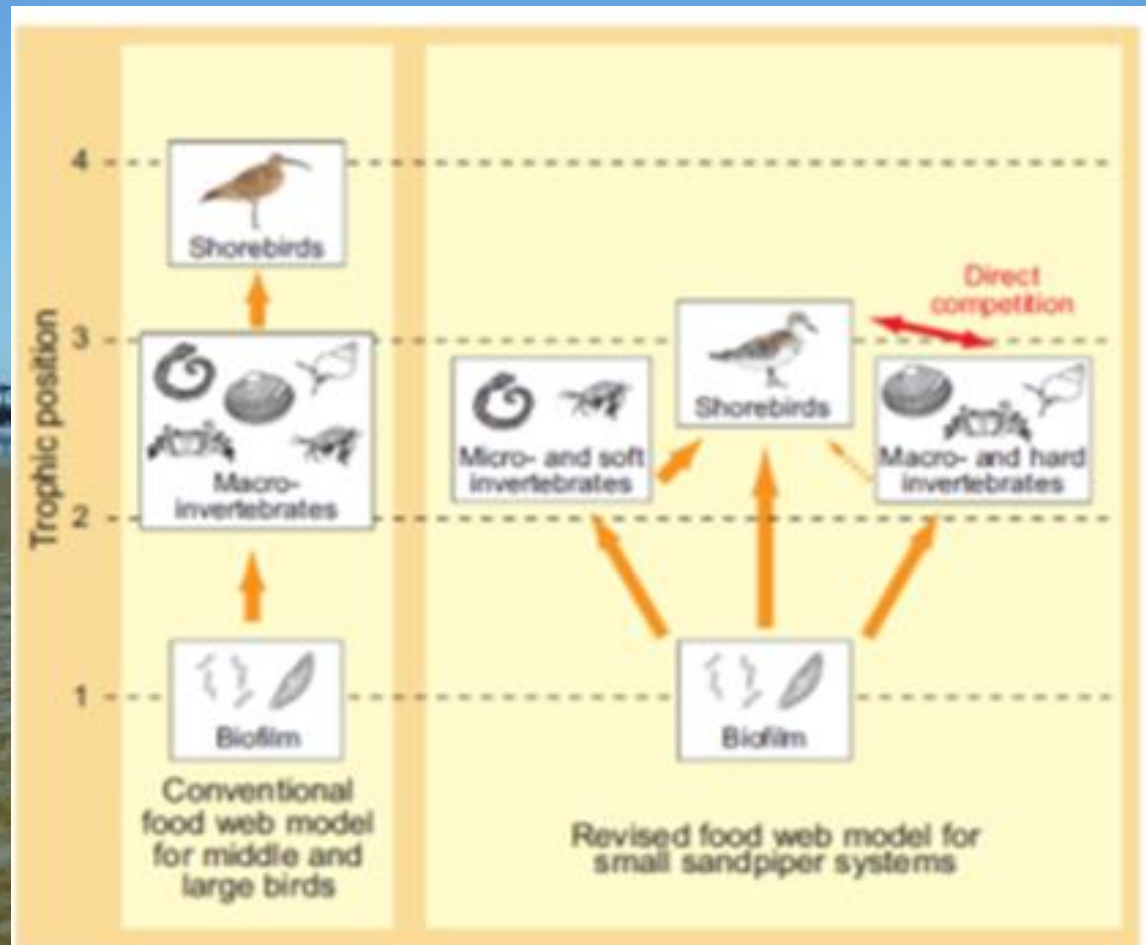 Trophic position
4
3
2
1
Shorebirds
Macro-
invertebrates
Biofilm
Conventional
food web model
for middle and
large birds
Direct
competition
Shorebirds
Micro- and soft
invertebrates
Macro- and hard
invertebrates
Biofilm
Revised food web model for
small sandpiper systems